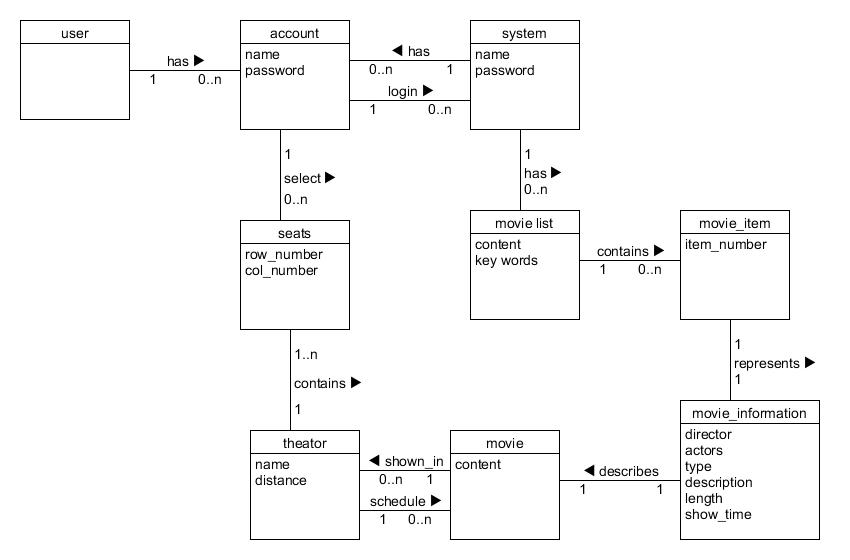 user
account
name
password
system
name
password
has ▶
1 0..n
◀ has
0..n 1
login ▶
1 0..n
1
select ▶
0..n
1
has ▶
0..n
seats
row_number
col_number
movie list
content
key words
contains ▶
1 0..n
movie_item
item_number
1..n
contains ▶
1
1
represents ▶
1
theator
name
distance
◀ shown_in
0..n 1
schedule ▶
1 0..n
movie
content
◀ describes
1 1
movie_information
director
actors
type
description
length
show_time